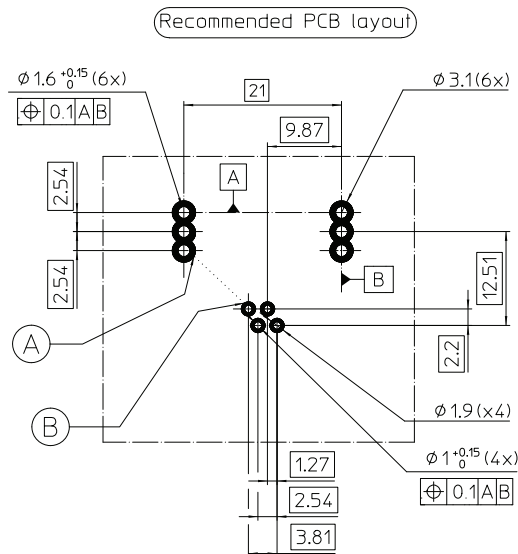 Recommended PCB layout
⌀1.6 +0.15 0 (6x)
⌖ 0.1 A B
21
⌀3.1(6x)
9.87
2.54
A
2.54
B
12.51
A
2.2
B
⌀1.9 (x4)
⌀1 +0.15 0 (4x)
1.27
⌖ 0.1 A B
2.54
3.81